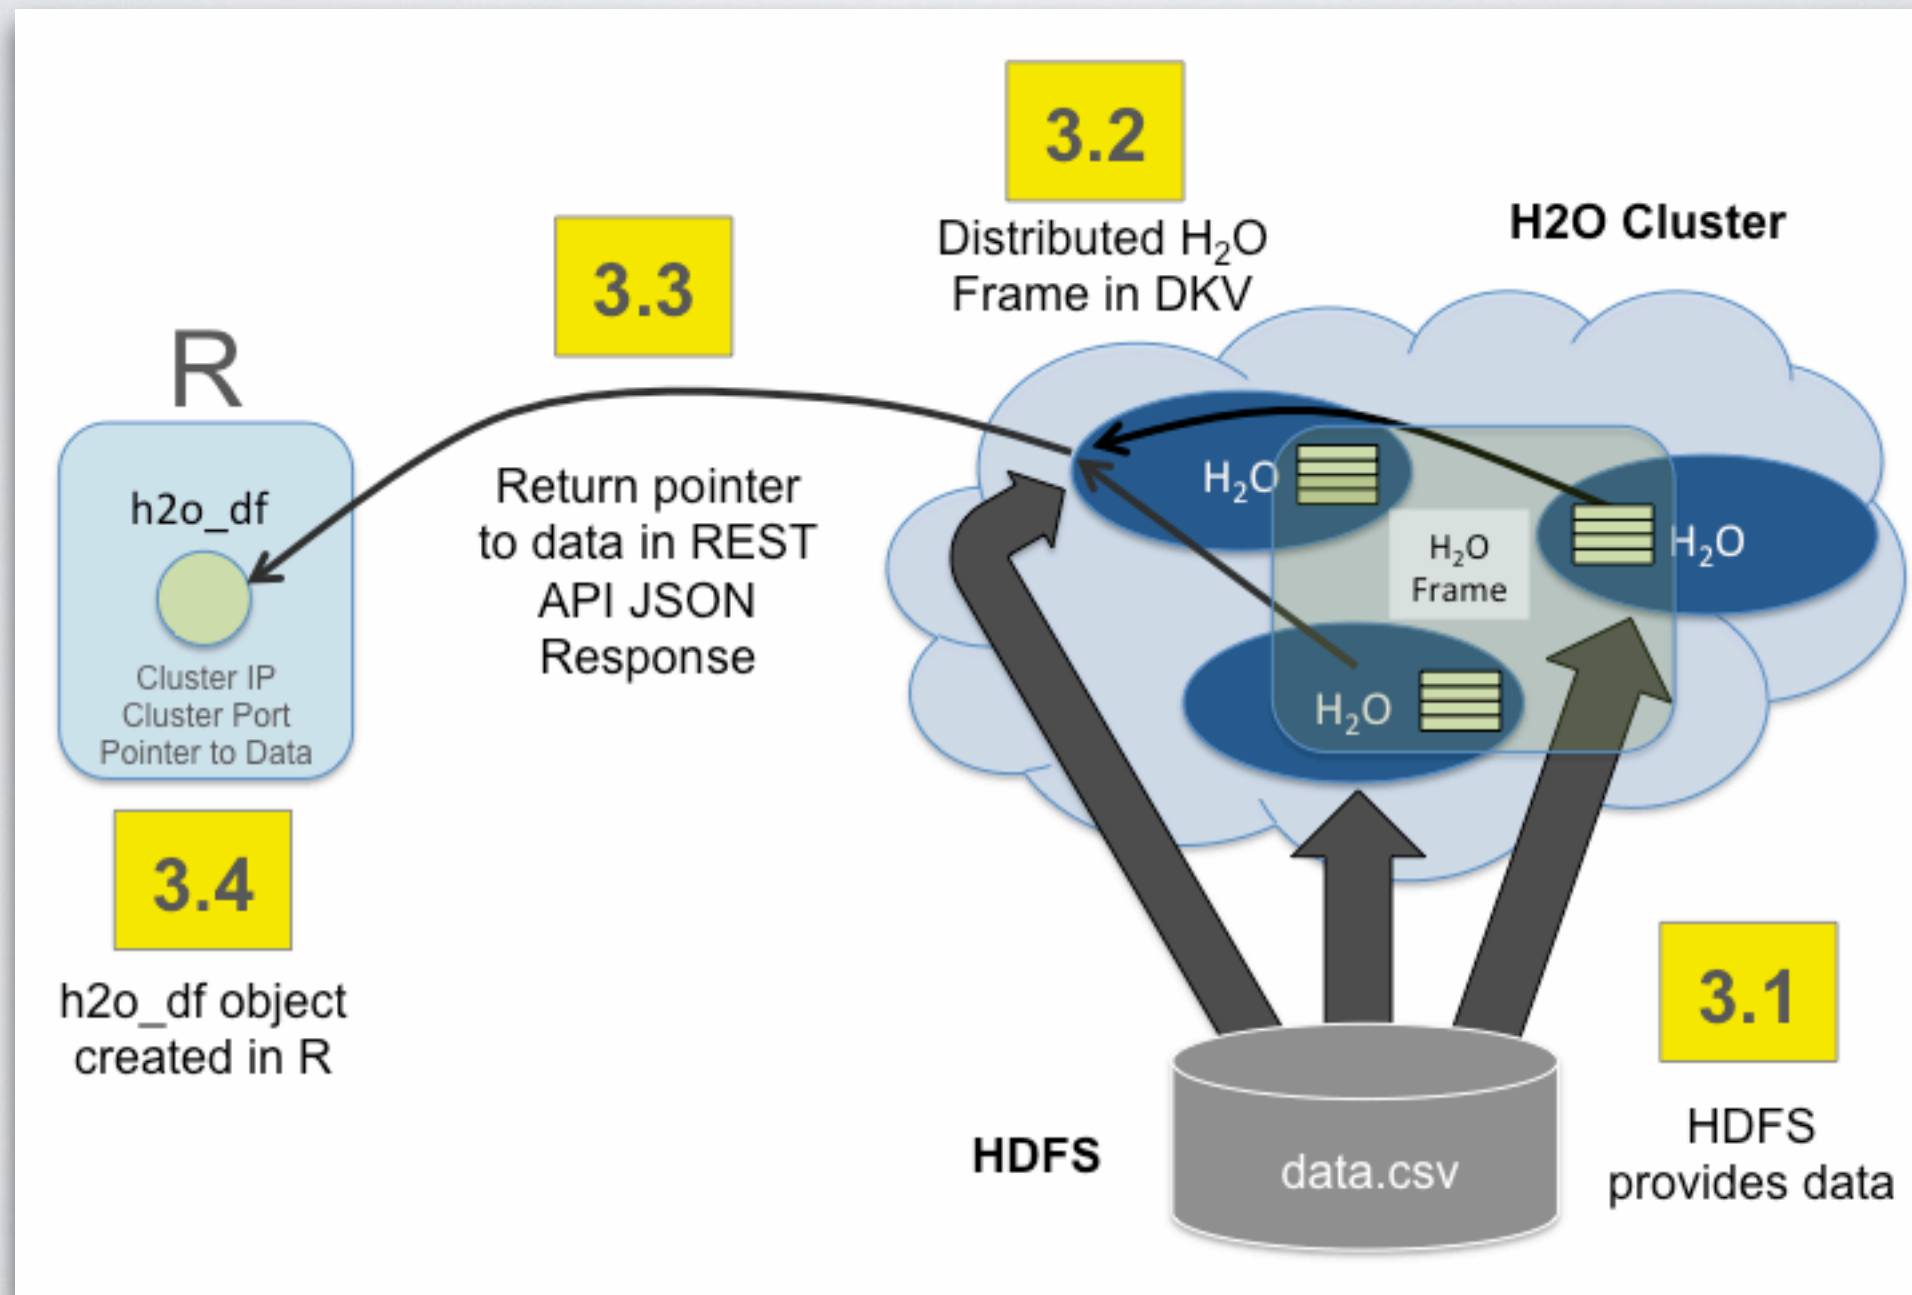 3.2
Distributed H₂O
Frame in DKV
H2O Cluster
3.3
Return pointer
to data in REST
API JSON
Response
R
h2o_df
Cluster IP
Cluster Port
Pointer to Data
3.4
h2o_df object
created in R
H₂O
H₂O
Frame
H₂O
H₂O
3.1
HDFS
provides data
HDFS
data.csv